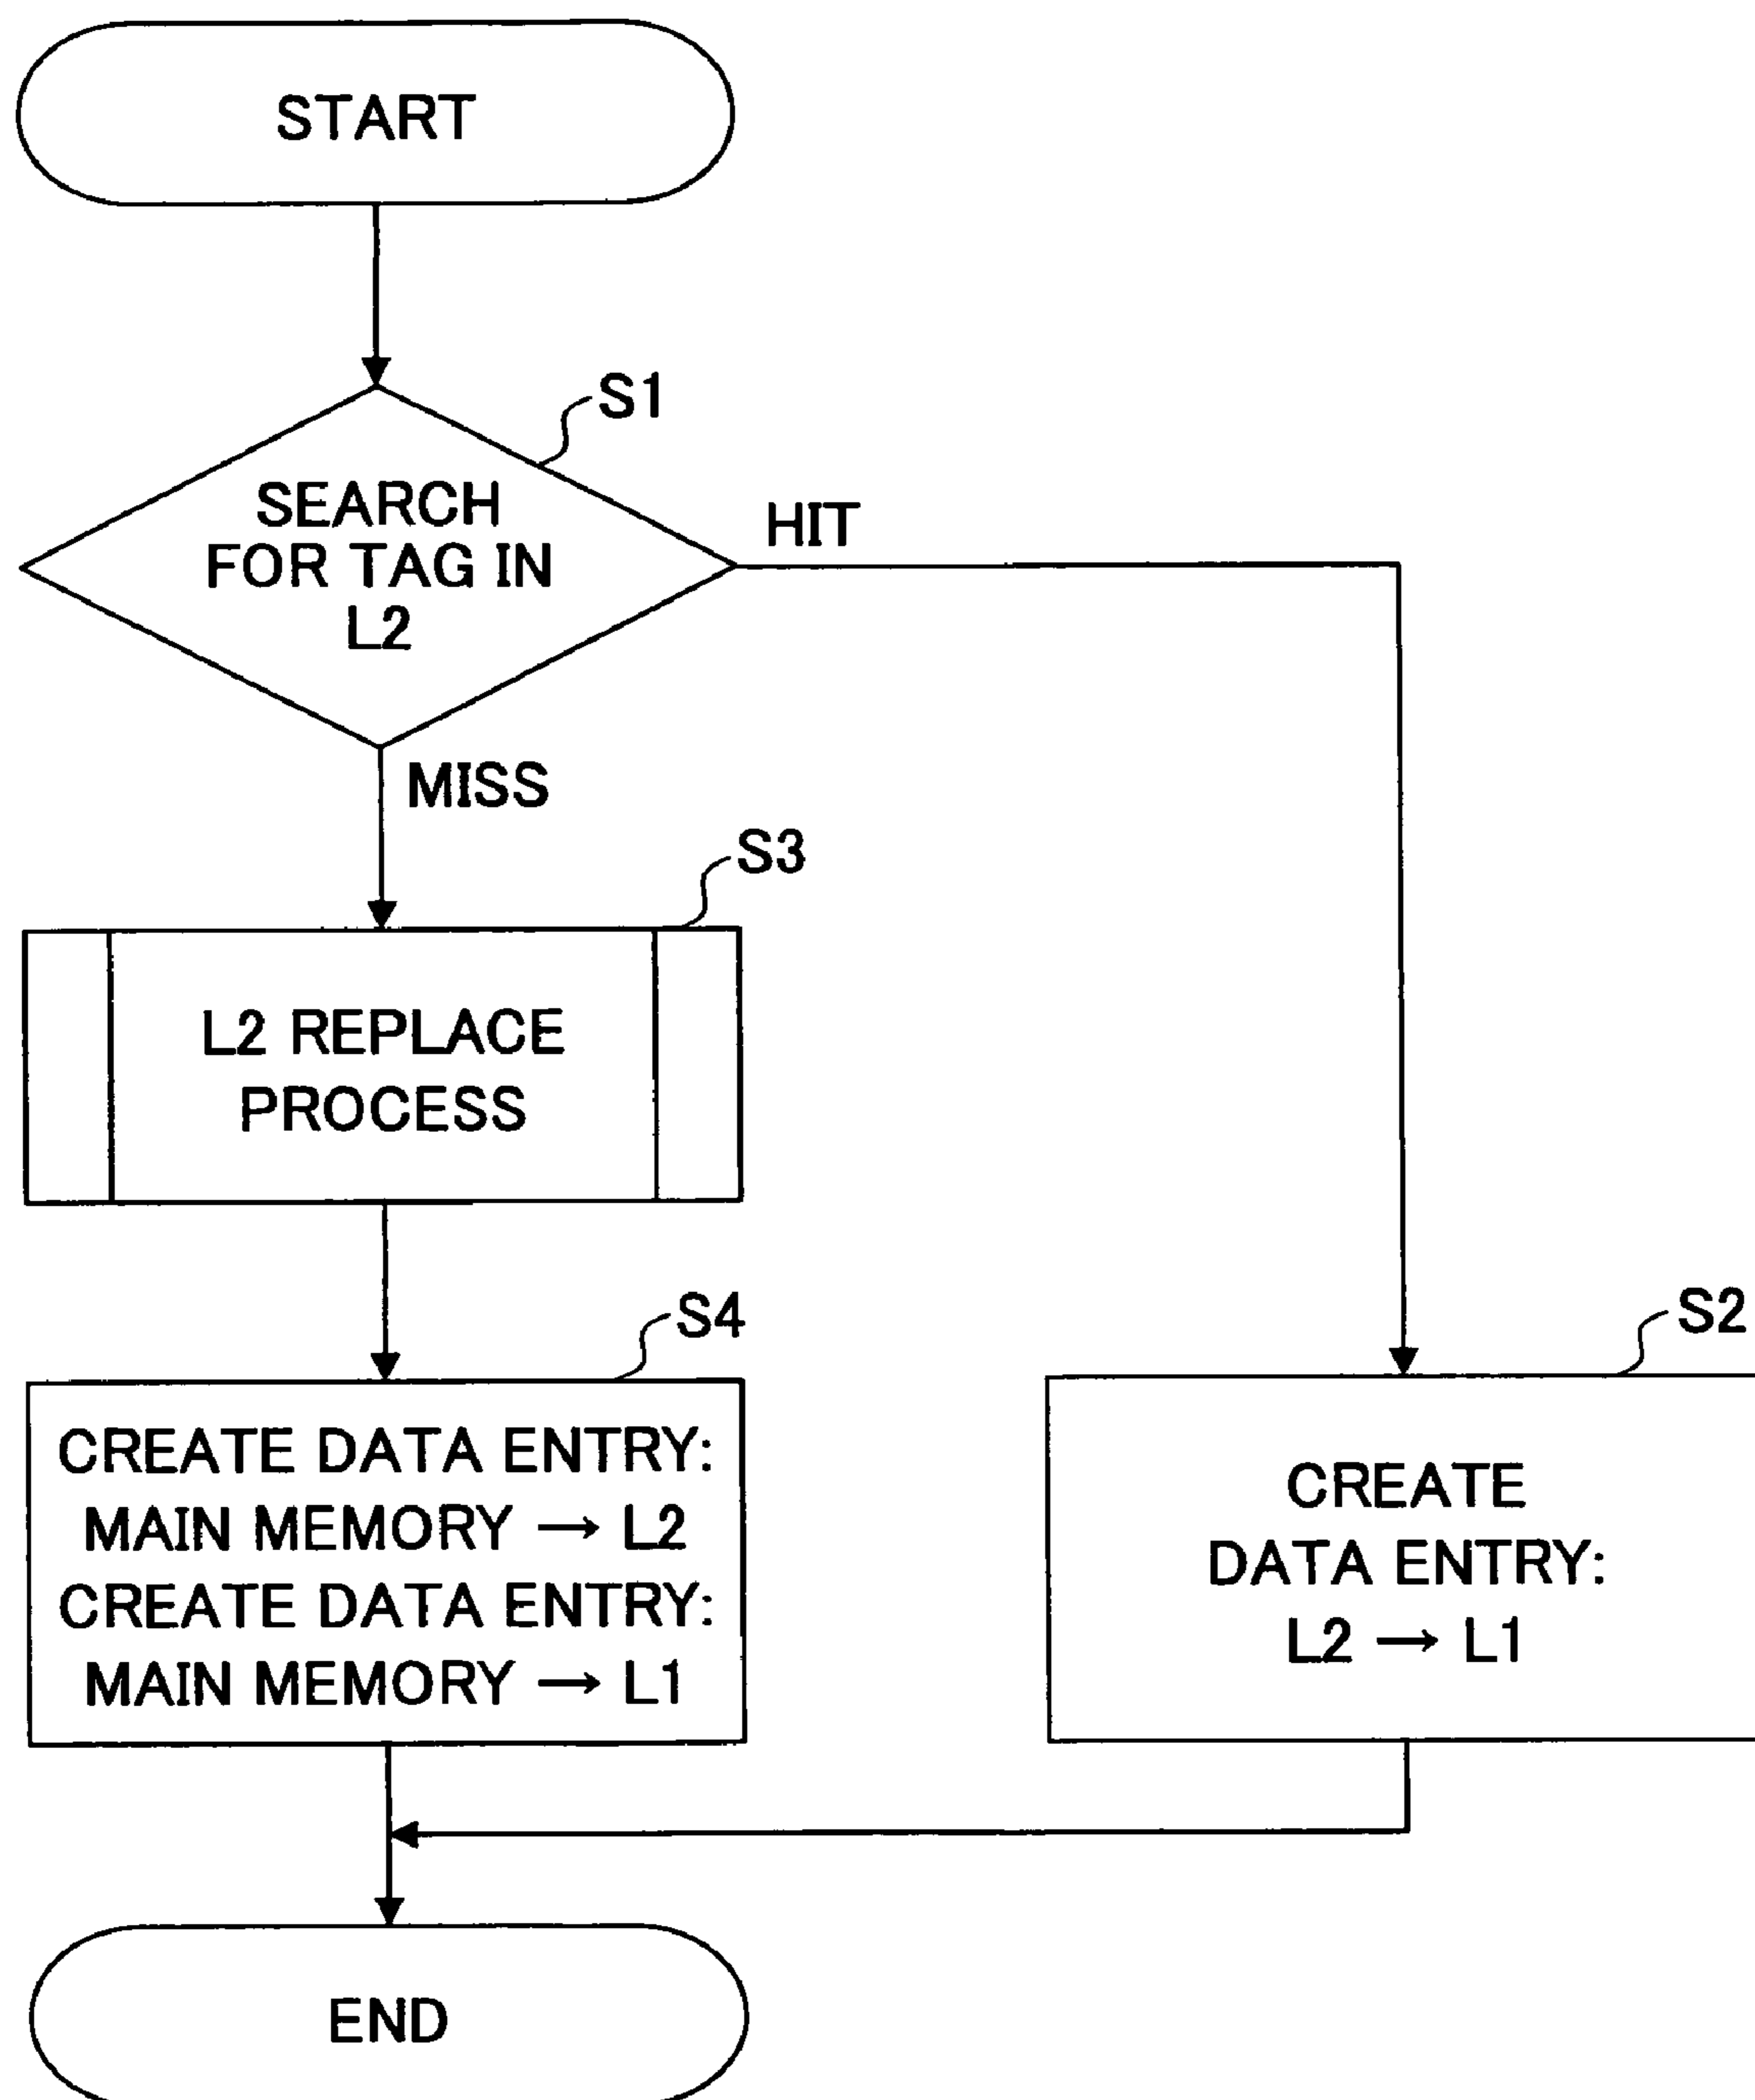 START
S1
SEARCH
FOR TAG IN
L2
HIT
MISS
S3
L2 REPLACE
PROCESS
S4
CREATE DATA ENTRY:
MAIN MEMORY → L2
CREATE DATA ENTRY:
MAIN MEMORY → L1
S2
CREATE
DATA ENTRY:
L2 → L1
END